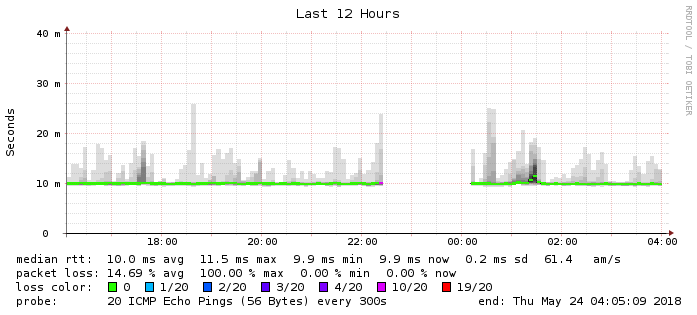 Last 12 Hours
RRDTOOL / TOBI OETIKER
Seconds
40 m
30 m
20 m
10 m
0
18:00 20:00 22:00 00:00 02:00 04:00
median rtt: 10.0 ms avg 11.5 ms max 9.9 ms min 9.9 ms now 0.2 ms sd 61.4 am/s
packet loss: 14.69 % avg 100.00 % max 0.00 % min 0.00 % now
loss color: 0 1/20 2/20 3/20 4/20 10/20 19/20
probe: 20 ICMP Echo Pings (56 Bytes) every 300s end: Thu May 24 04:05:09 2018